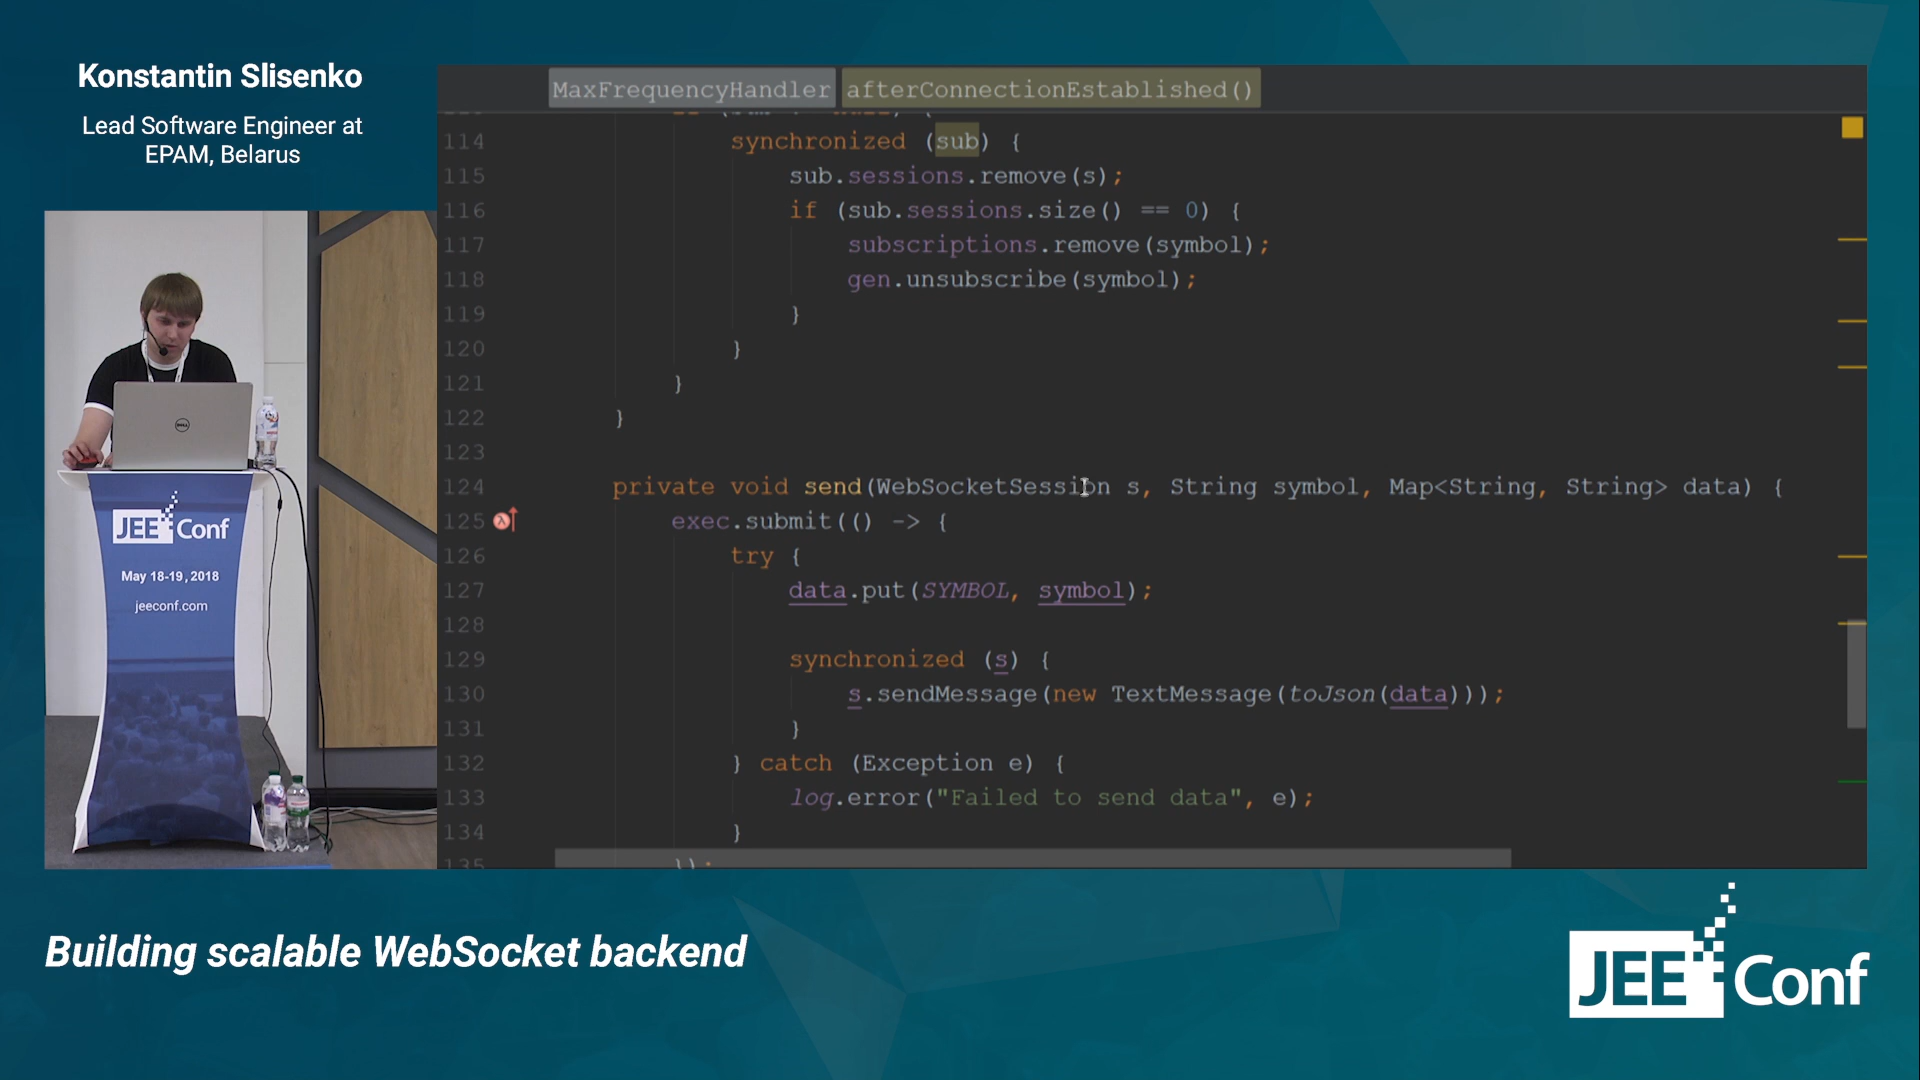 Konstantin Slisenko
Lead Software Engineer at
EPAM, Belarus
MaxFrequencyHandler afterConnectionEstablished()
114 synchronized (sub) {
115 sub.sessions.remove(s);
116 if (sub.sessions.size() == 0) {
117 subscriptions.remove(symbol);
118 gen.unsubscribe(symbol);
119 }
120 }
121 }
122 }
123
124 private void send(WebSocketSession s, String symbol, Map<String, String> data) {
125 exec.submit(() -> {
126 try {
127 data.put(SYMBOL, symbol);
128
129 synchronized (s) {
130 s.sendMessage(new TextMessage(toJson(data)));
131 }
132 } catch (Exception e) {
133 log.error("Failed to send data", e);
134 }
135 });
DELL
JEE Conf
May 18-19, 2018
jeeconf.com
Building scalable WebSocket backend
JEE Conf